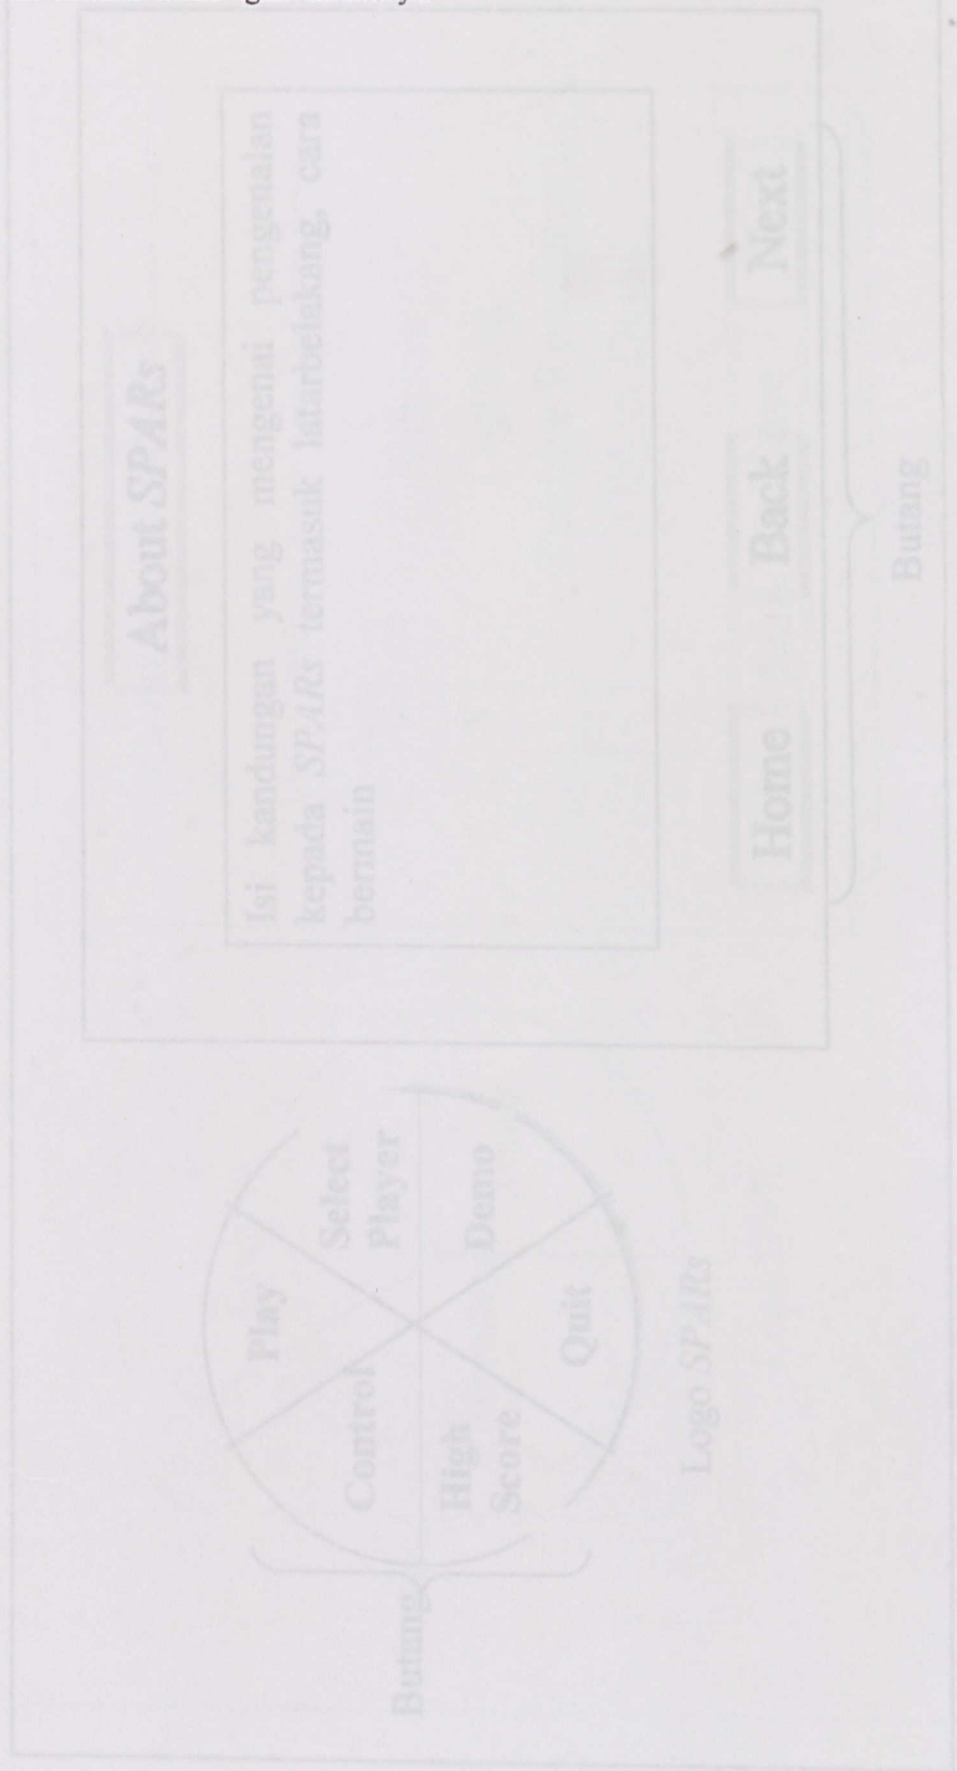 About SPARs
Isi kandungan yang mengenai pengenalan
kepada SPARs termasuk latarbelakang, cara
bermain
Home
Back
Next
Butang
Play
Select
Player
Control
Demo
High
Score
Quit
Butang
Logo SPARs